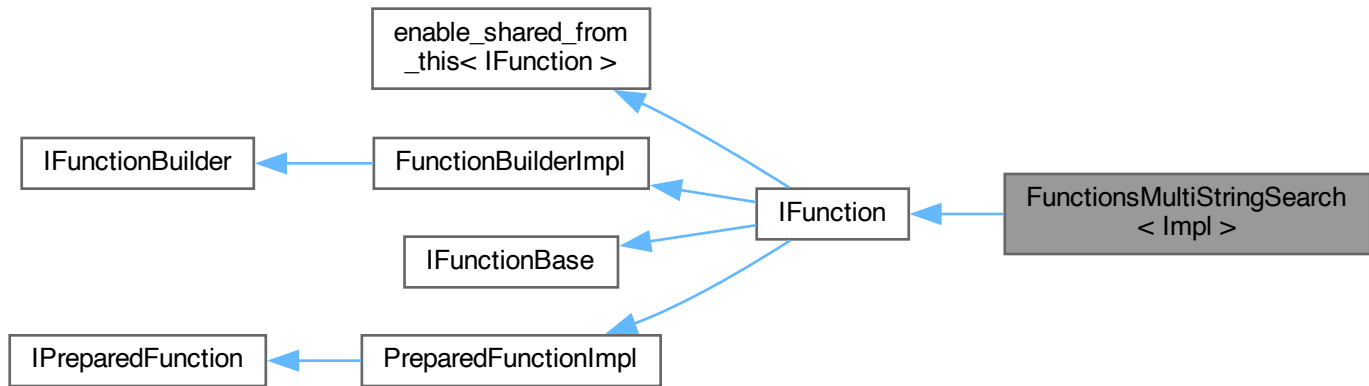 enable_shared_from
_this< IFunction >
IFunctionBuilder
FunctionBuilderImpl
IFunction
FunctionsMultiStringSearch
< Impl >
IFunctionBase
IPreparedFunction
PreparedFunctionImpl